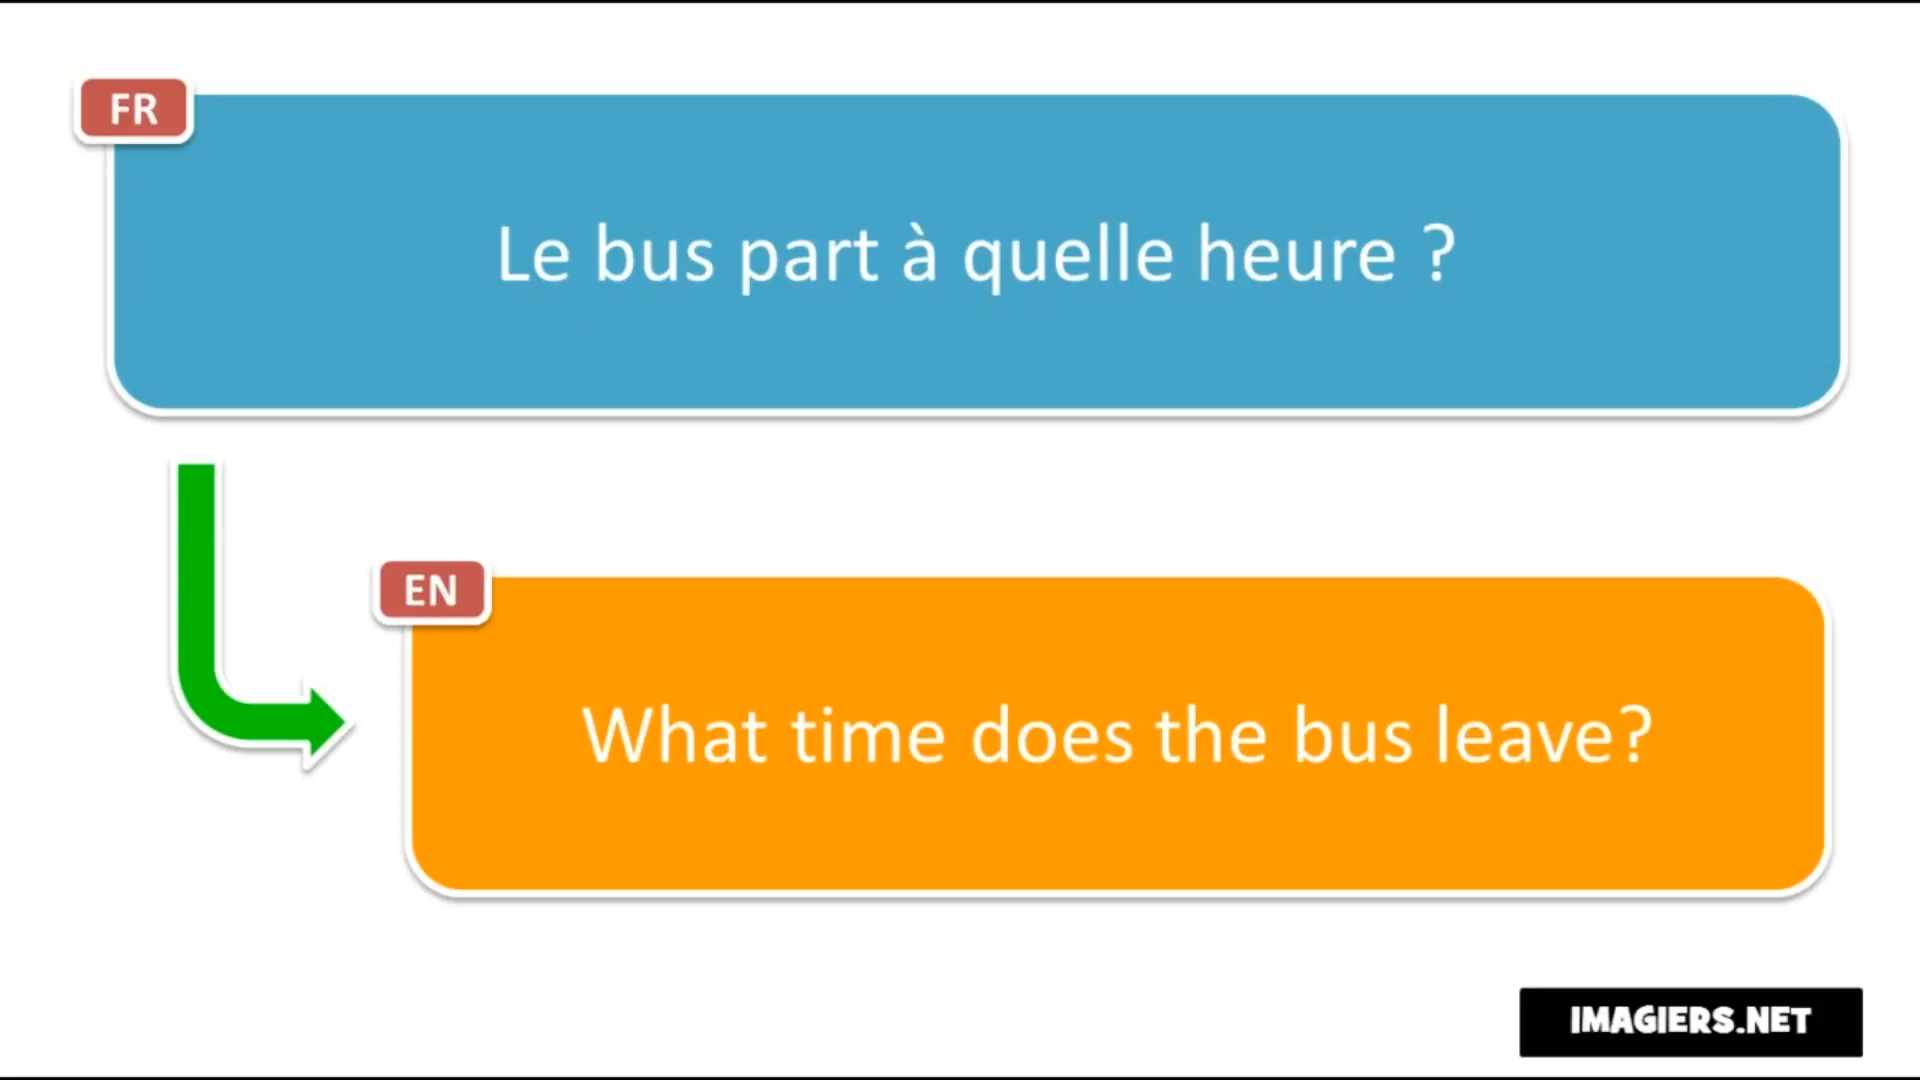 FR
Le bus part à quelle heure ?
EN
What time does the bus leave?
IMAGIERS.NET